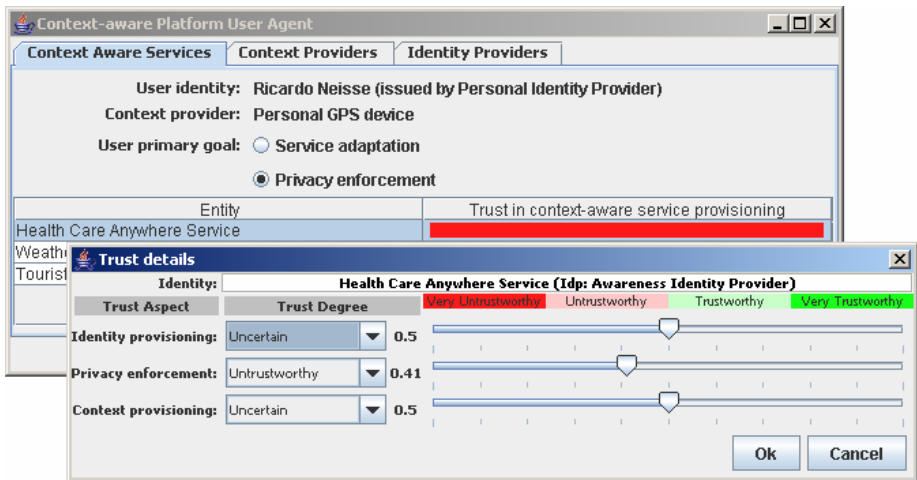 Context-aware Platform User Agent
Context Aware Services Context Providers Identity Providers
User identity: Ricardo Neisse (issued by Personal Identity Provider)
Context provider: Personal GPS device
User primary goal: Service adaptation
Privacy enforcement
Entity Trust in context-aware service provisioning
Health Care Anywhere Service
Weath
Tourist
Trust details
Identity: Health Care Anywhere Service (Idp: Awareness Identity Provider)
Trust Aspect Trust Degree Very Untrustworthy Untrustworthy Trustworthy Very Trustworthy
Identity provisioning: Uncertain 0.5
Privacy enforcement: Untrustworthy 0.41
Context provisioning: Uncertain 0.5
Ok Cancel